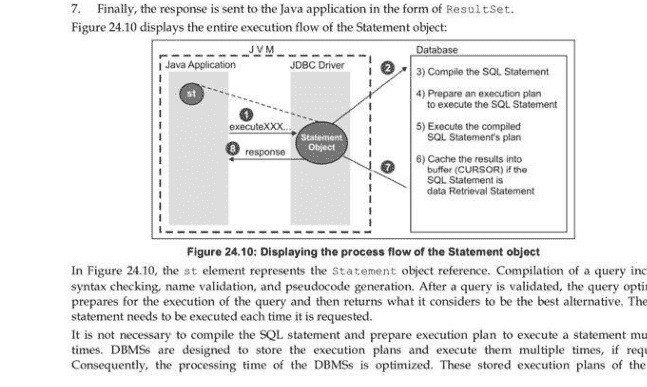 7. Finally, the response is sent to the Java application in the form of ResultSet.
Figure 24.10 displays the entire execution flow of the Statement object:
JVM
Java Application
JDBC Driver
st
1
executeXXX...
8
response
Statement
Object
2
7
Database
3) Compile the SQL Statement
4) Prepare an execution plan
to execute the SQL Statement
5) Execute the compiled
SQL Statement's plan
6) Cache the results into
buffer (CURSOR) if the
SQL Statement is
data Retrieval Statement
Figure 24.10: Displaying the process flow of the Statement object
In Figure 24.10, the st element represents the Statement object reference. Compilation of a query inc
syntax checking, name validation, and pseudocode generation. After a query is validated, the query opti
prepares for the execution of the query and then returns what it considers to be the best alternative. The
statement needs to be executed each time it is requested.
It is not necessary to compile the SQL statement and prepare execution plan to execute a statement mu
times. DBMSs are designed to store the execution plans and execute them multiple times, if requ
Consequently, the processing time of the DBMSs is optimized. These stored execution plans of the